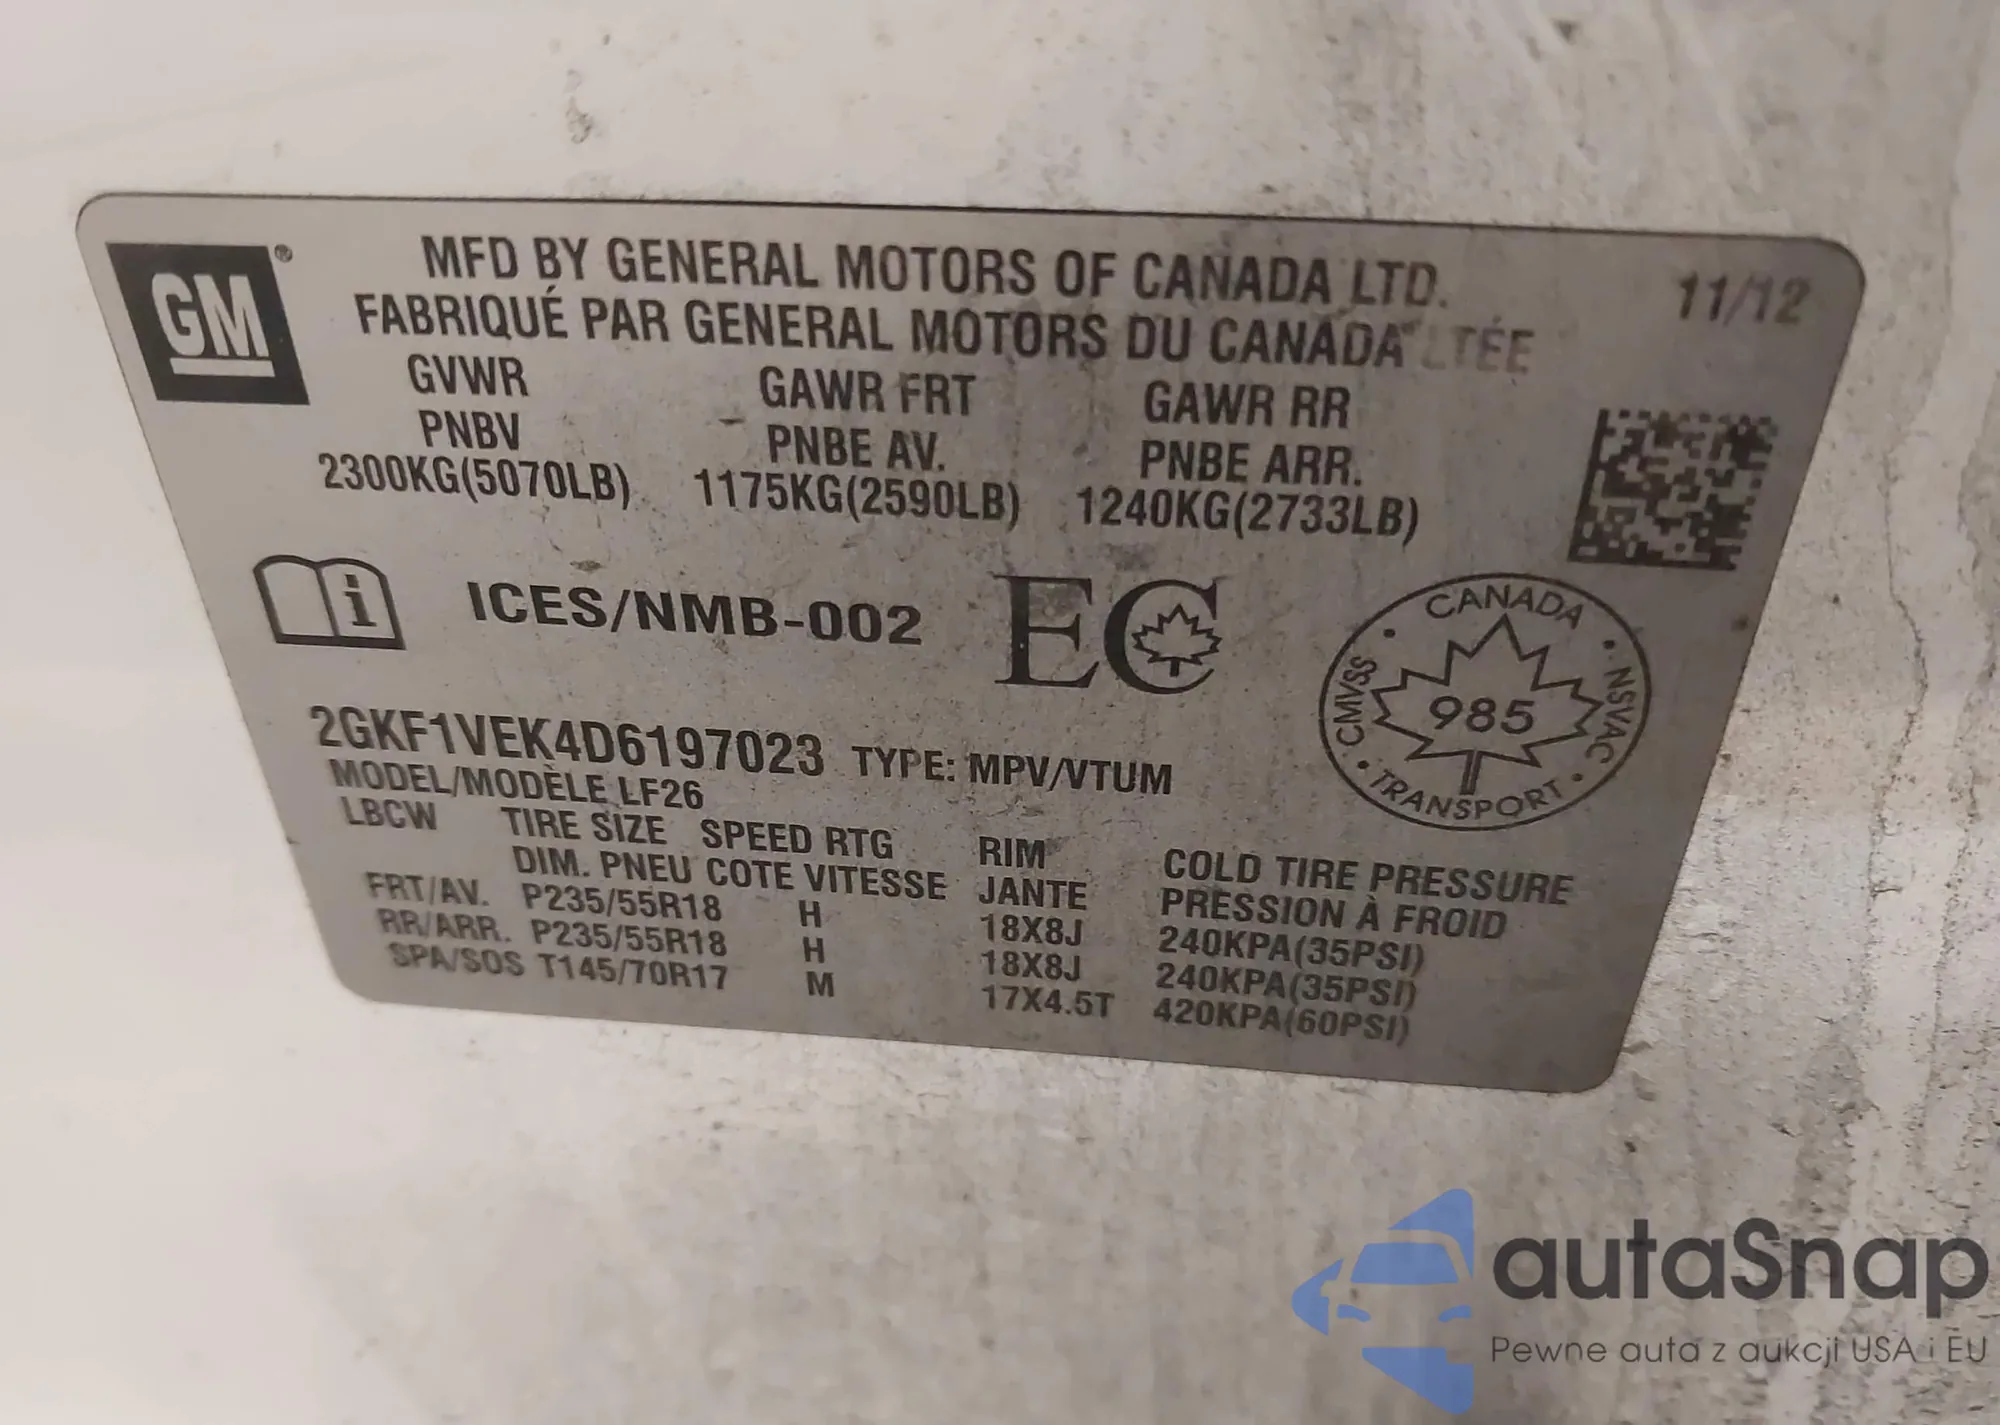 GM®
MFD BY GENERAL MOTORS OF CANADA LTD. 11/12
FABRIQUÉ PAR GENERAL MOTORS DU CANADA LTÉE
GVWR GAWR FRT GAWR RR
PNBV PNBE AV. PNBE ARR.
2300KG(5070LB) 1175KG(2590LB) 1240KG(2733LB)
i ICES/NMB-002 EC
CANADA
CMVSS 985 NSVAC
TRANSPORT
2GKF1VEK4D6197023 TYPE: MPV/VTUM
MODEL/MODÈLE LF26
LBCW TIRE SIZE SPEED RTG RIM COLD TIRE PRESSURE
DIM. PNEU COTE VITESSE JANTE PRESSION À FROID
FRT/AV. P235/55R18 H 18X8J 240KPA(35PSI)
RR/ARR. P235/55R18 H 18X8J 240KPA(35PSI)
SPA/SOS T145/70R17 M 17X4.5T 420KPA(60PSI)
autaSnap
Pewne auta z aukcji USA i EU